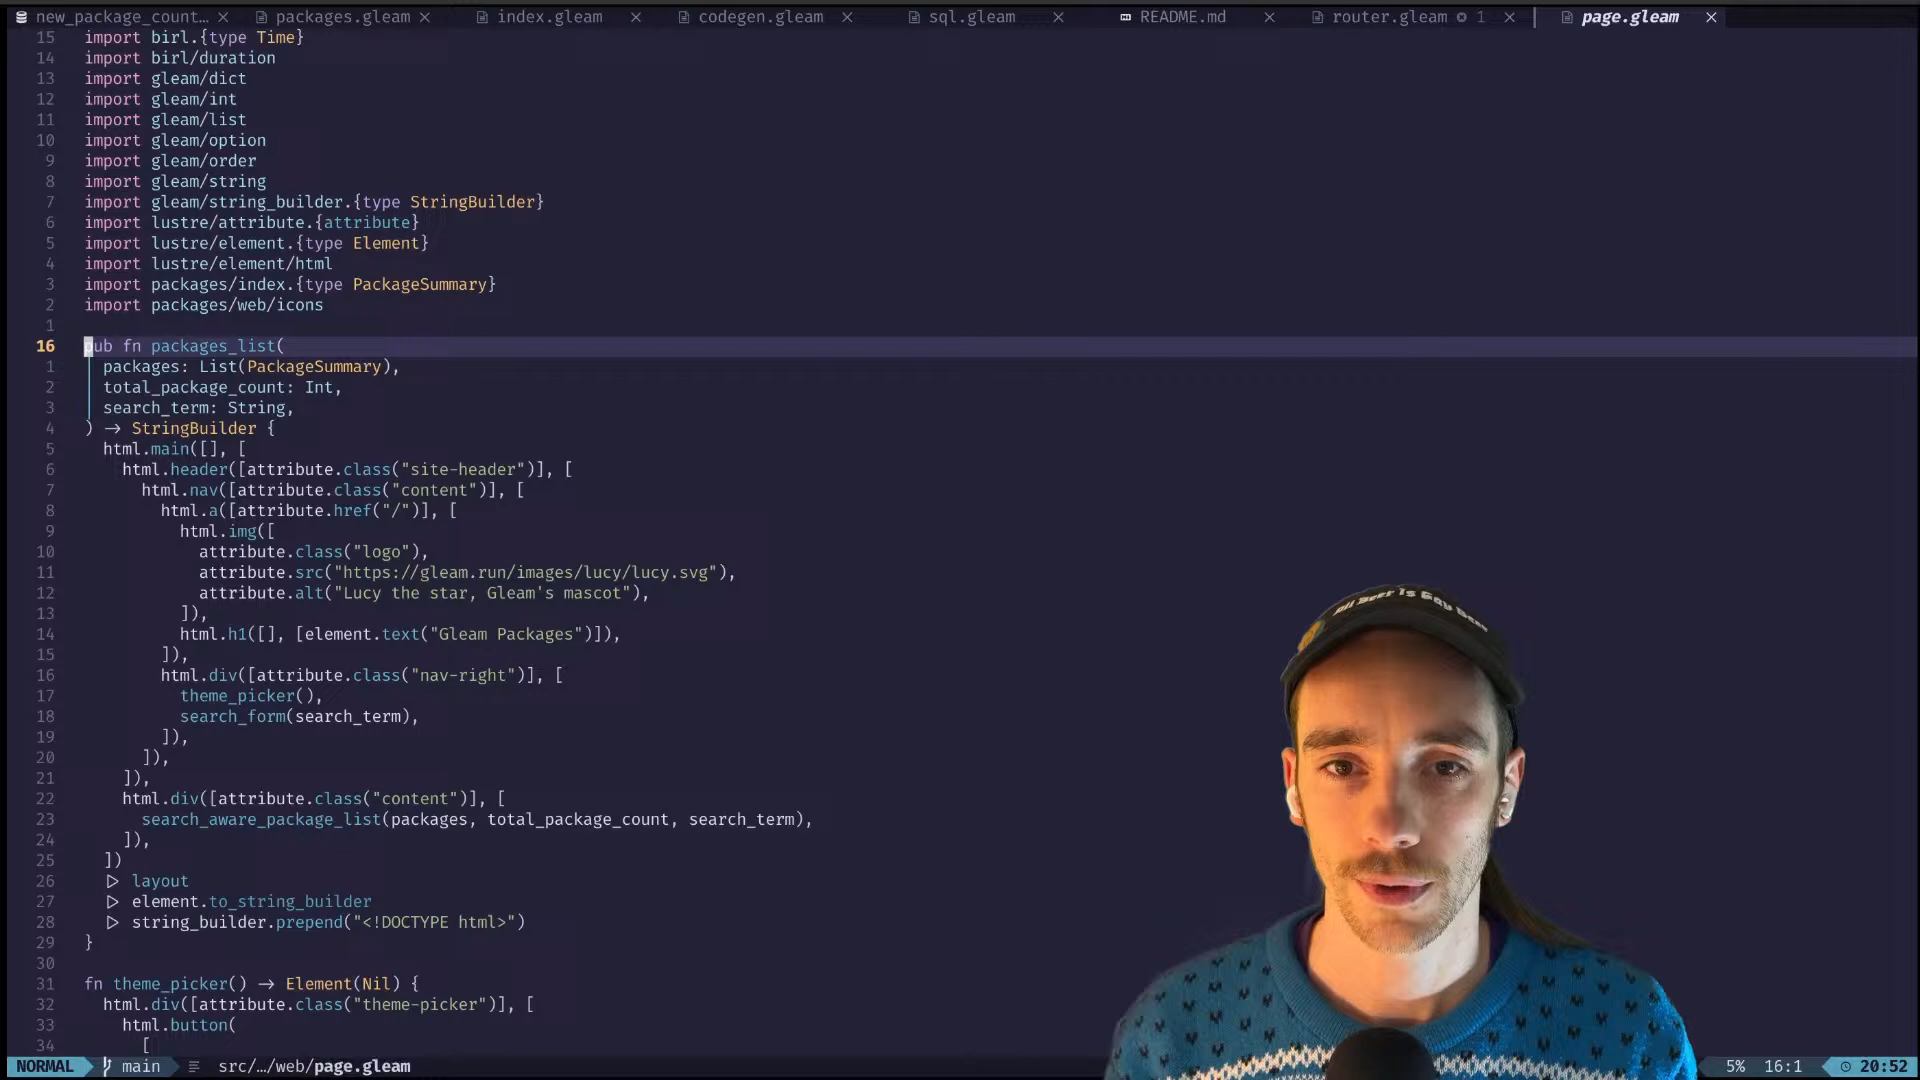 new_package_count... × packages.gleam × index.gleam × codegen.gleam × sql.gleam × README.md × router.gleam 1 × page.gleam ×
15 import birl.{type Time}
14 import birl/duration
13 import gleam/dict
12 import gleam/int
11 import gleam/list
10 import gleam/option
9 import gleam/order
8 import gleam/string
7 import gleam/string_builder.{type StringBuilder}
6 import lustre/attribute.{attribute}
5 import lustre/element.{type Element}
4 import lustre/element/html
3 import packages/index.{type PackageSummary}
2 import packages/web/icons
1
16 pub fn packages_list(
1 packages: List(PackageSummary),
2 total_package_count: Int,
3 search_term: String,
4 ) -> StringBuilder {
5 html.main([], [
6 html.header([attribute.class("site-header")], [
7 html.nav([attribute.class("content")], [
8 html.a([attribute.href("/")], [
9 html.img([
10 attribute.class("logo"),
11 attribute.src("https://gleam.run/images/lucy/lucy.svg"),
12 attribute.alt("Lucy the star, Gleam's mascot"),
13 ]),
14 html.h1([], [element.text("Gleam Packages")]),
15 ]),
16 html.div([attribute.class("nav-right")], [
17 theme_picker(),
18 search_form(search_term),
19 ]),
20 ]),
21 ]),
22 html.div([attribute.class("content")], [
23 search_aware_package_list(packages, total_package_count, search_term),
24 ]),
25 ])
26 |> layout
27 |> element.to_string_builder
28 |> string_builder.prepend("<!DOCTYPE html>")
29 }
30
31 fn theme_picker() -> Element(Nil) {
32 html.div([attribute.class("theme-picker")], [
33 html.button(
34 [
NORMAL main src/…/web/page.gleam 5% 16:1 20:52